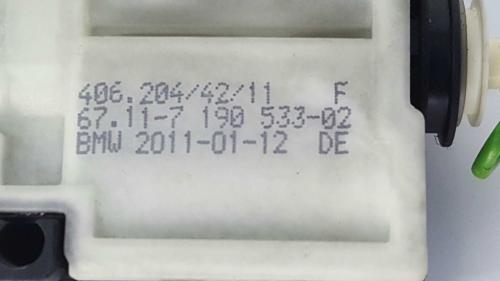 406.204/42/11 F
67.11-7 190 533-02
BMW 2011-01-12 DE